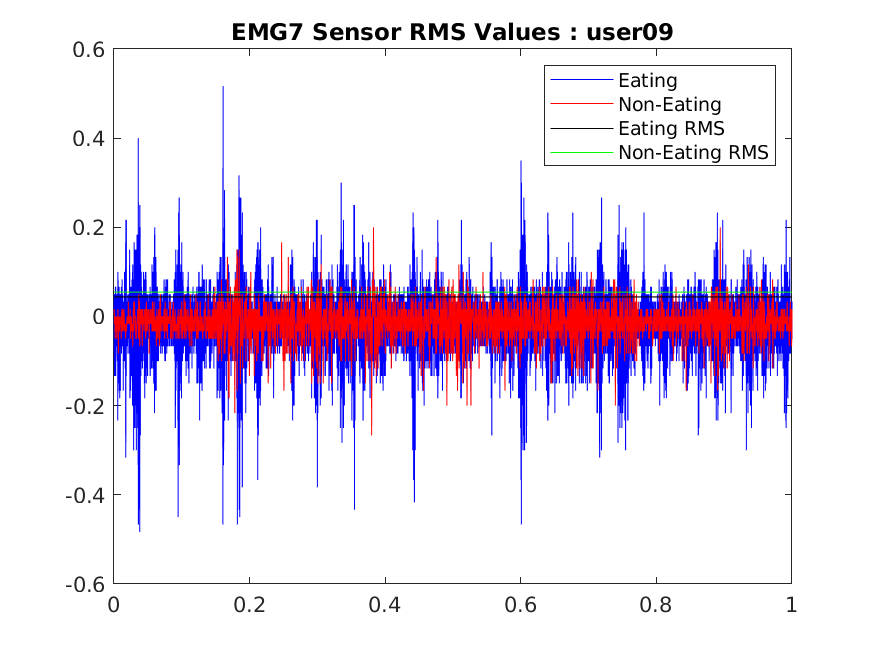 EMG7 Sensor RMS Values : user09
0.6
Eating
Non-Eating
Eating RMS
Non-Eating RMS
0.4
0.2
0
-0.2
-0.4
-0.6
0 0.2 0.4 0.6 0.8 1